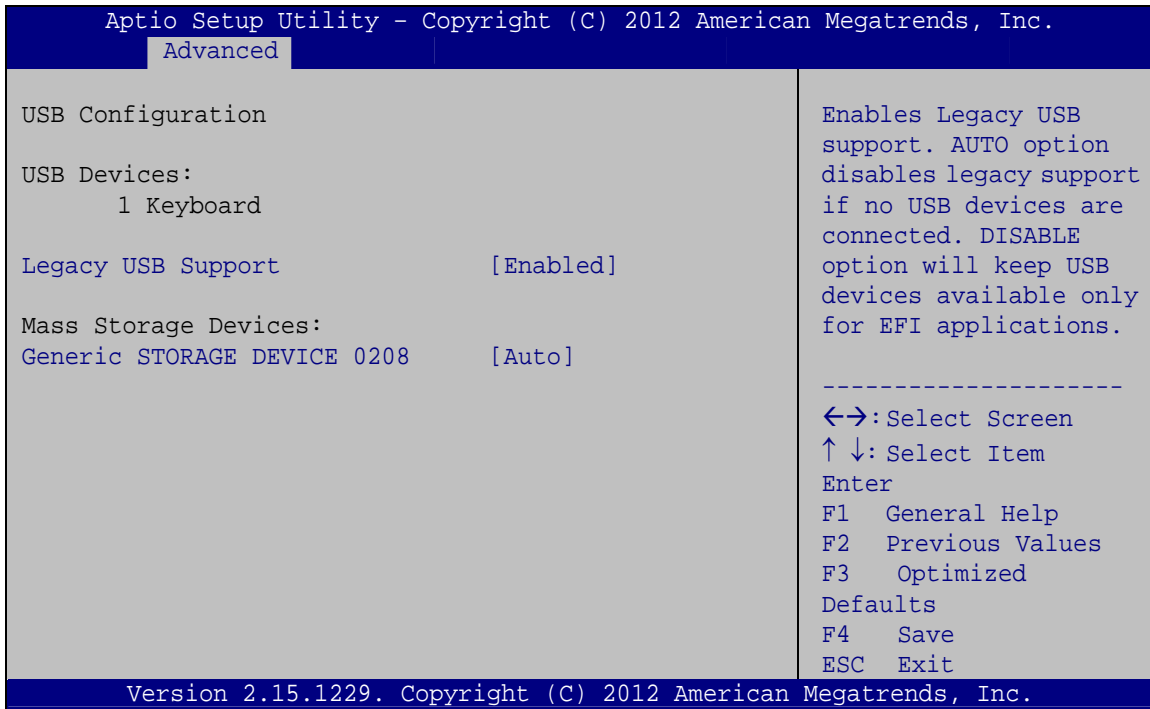 Aptio Setup Utility – Copyright (C) 2012 American Megatrends, Inc.
Advanced
USB Configuration
USB Devices:
1 Keyboard
Legacy USB Support [Enabled]
Mass Storage Devices:
Generic STORAGE DEVICE 0208 [Auto]
Enables Legacy USB
support. AUTO option
disables legacy support
if no USB devices are
connected. DISABLE
option will keep USB
devices available only
for EFI applications.
---------------------
←→: Select Screen
↑ ↓: Select Item
Enter
F1 General Help
F2 Previous Values
F3 Optimized
Defaults
F4 Save
ESC Exit
Version 2.15.1229. Copyright (C) 2012 American Megatrends, Inc.